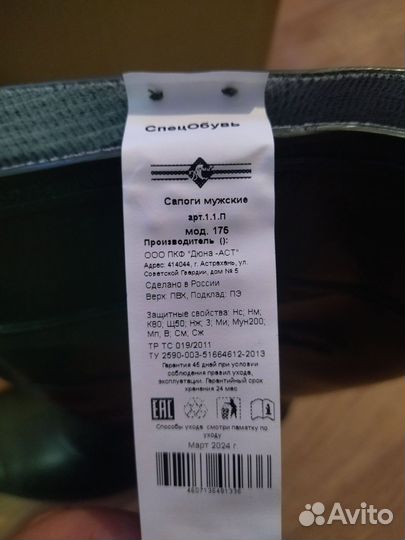 СпецОбувь
Сапоги мужские
арт.1.1.П
мод. 175
Производитель ():
ООО ПКФ "Дюна -АСТ"
Адрес: 414044, г. Астрахань, ул.
Советской Гвардии, дом № 5
Сделано в России
Верх: ПВХ, Подклад: ПЭ
Защитные свойства: Нс; Нм;
К80; Щ50; Нж; З; Ми; Мун200;
Мп, В, См, Сж
ТР ТС 019/2011
ТУ 2590-003-51664612-2013
Гарантия 45 дней при условии
соблюдения правил ухода,
эксплуатации. Гарантийный срок
хранения 24 мес
EAC
Способы ухода смотри памятку по
уходу
Март 2024 г.
4607136491336
Avito